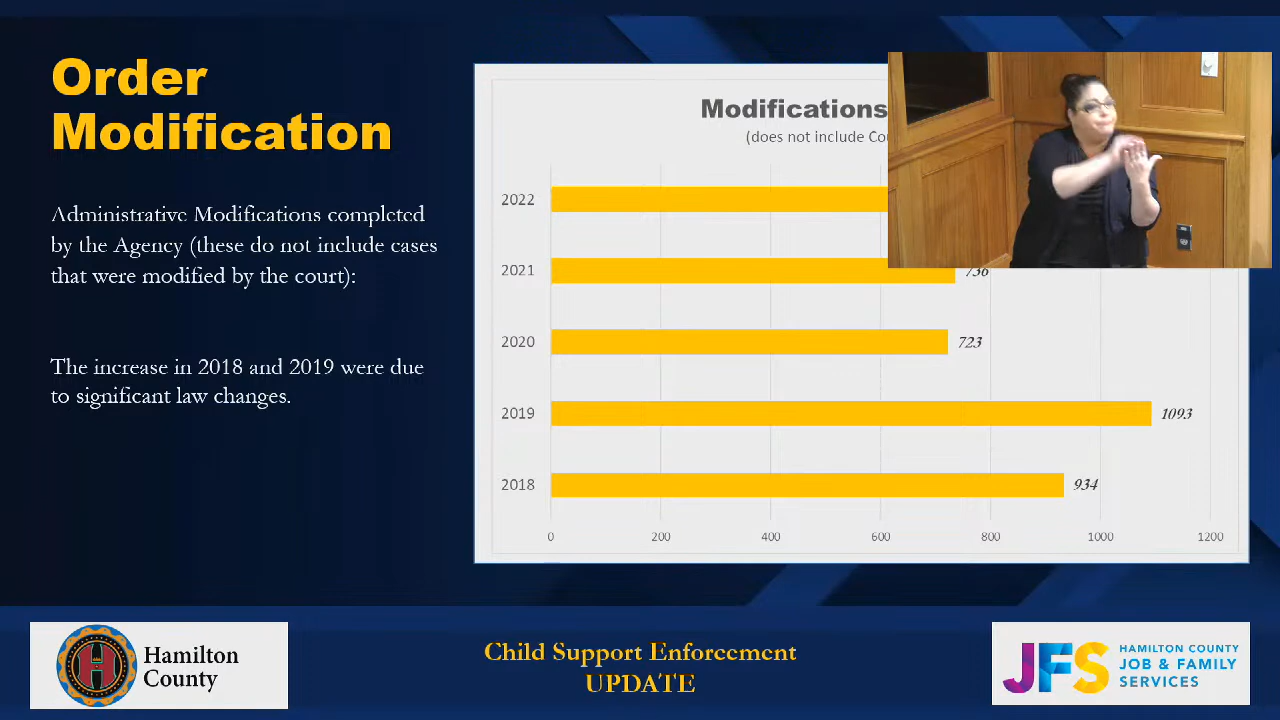 Order
Modification
Administrative Modifications completed
by the Agency (these do not include cases
that were modified by the court):
The increase in 2018 and 2019 were due
to significant law changes.
Modifications
(does not include
2022
2021
736
2020
723
2019
1093
2018
934
0 200 400 600 800 1000 1200
Hamilton
County
Child Support Enforcement
UPDATE
JFS
HAMILTON COUNTY
JOB & FAMILY
SERVICES